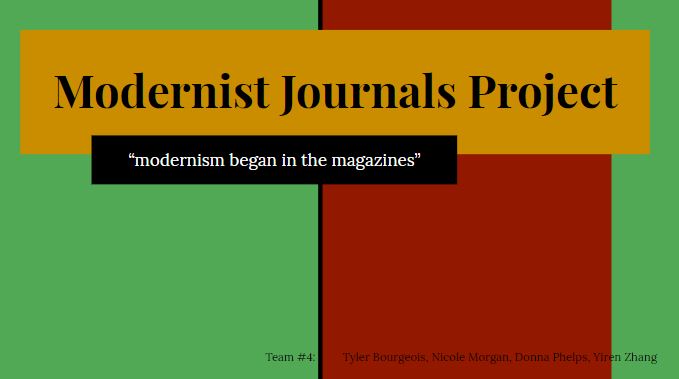 Modernist Journals Project
“modernism began in the magazines”
Team #4: Tyler Bourgeois, Nicole Morgan, Donna Phelps, Yiren Zhang